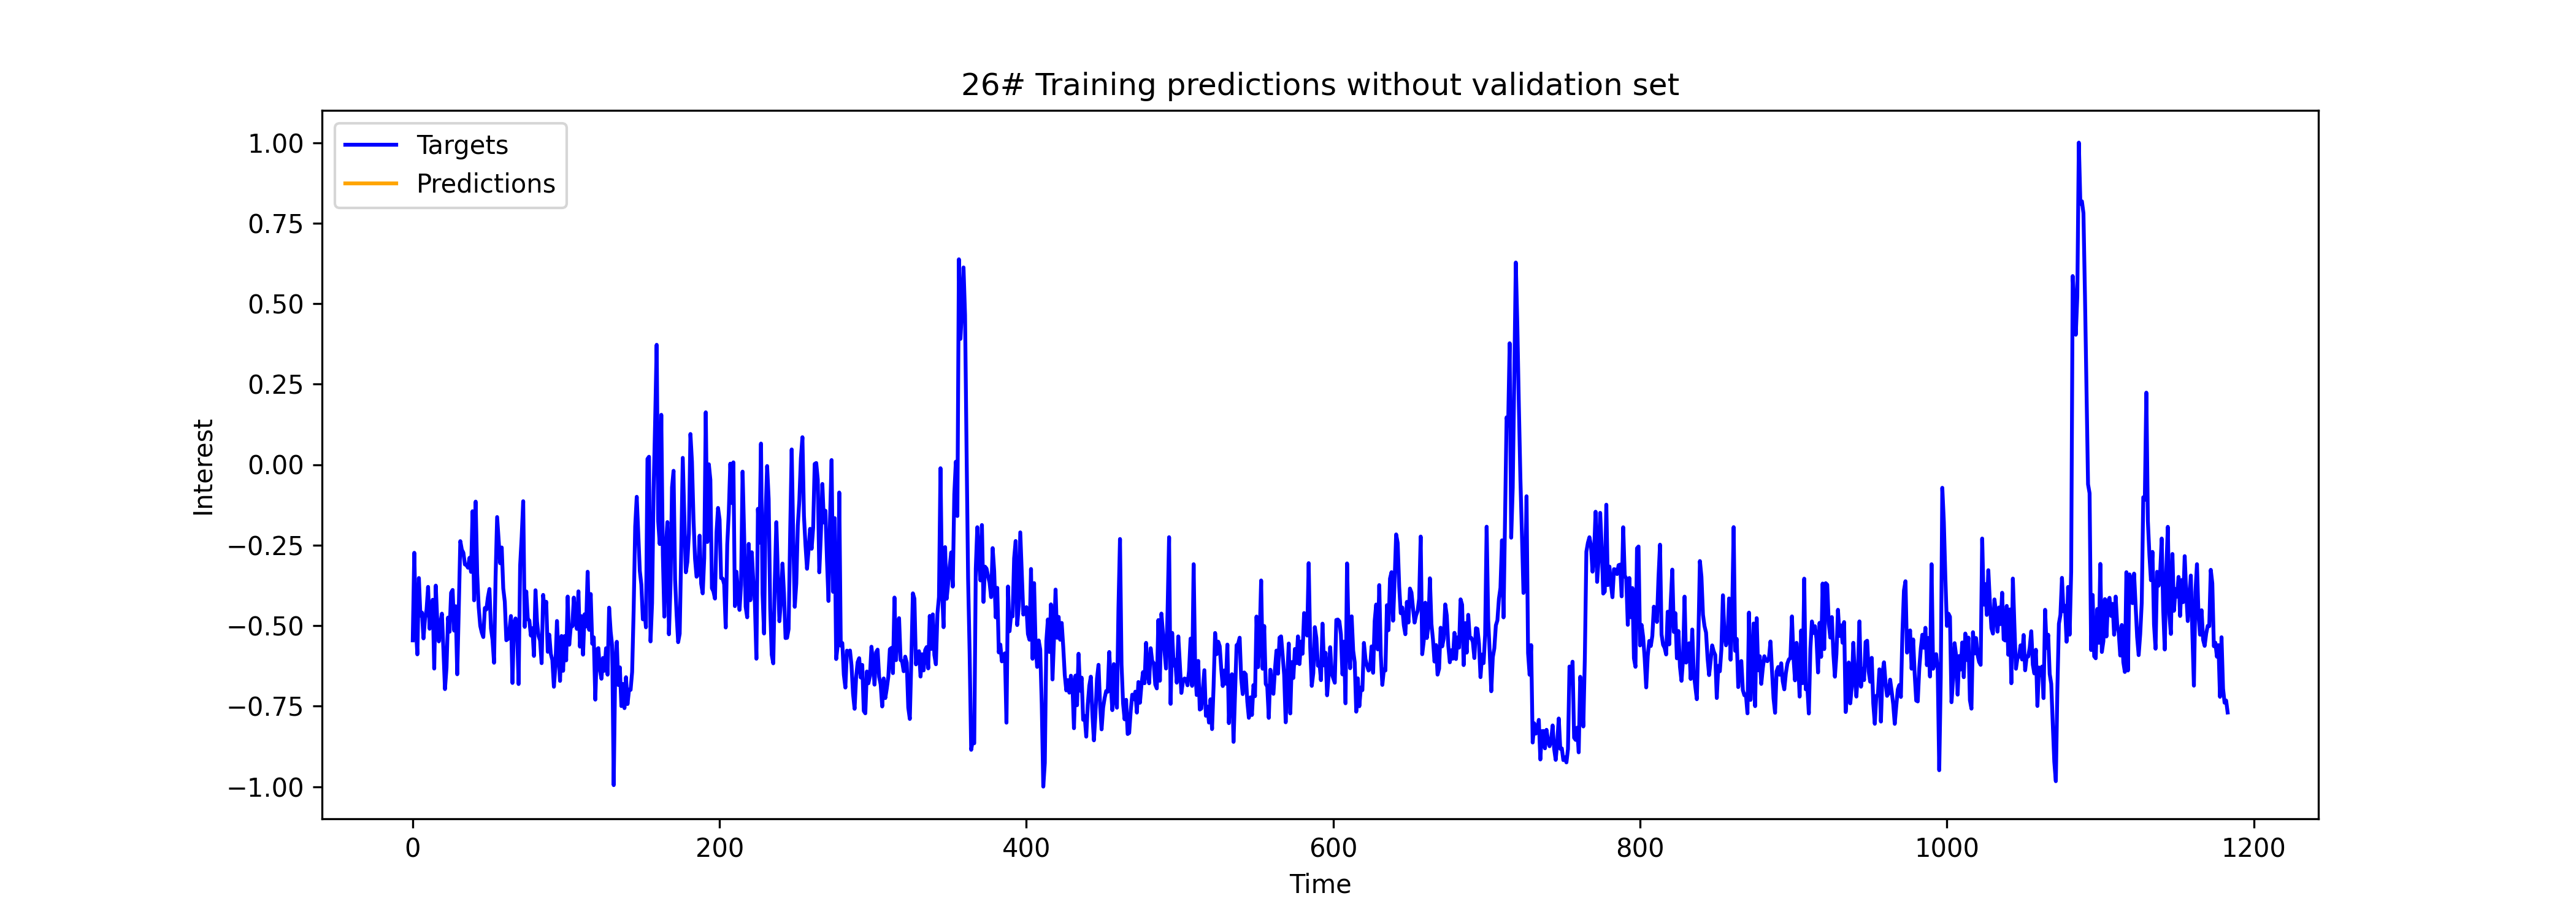 26# Training predictions without validation set
Targets
Predictions
1.00
0.75
0.50
0.25
0.00
−0.25
−0.50
−0.75
−1.00
Interest
0 200 400 600 800 1000 1200
Time